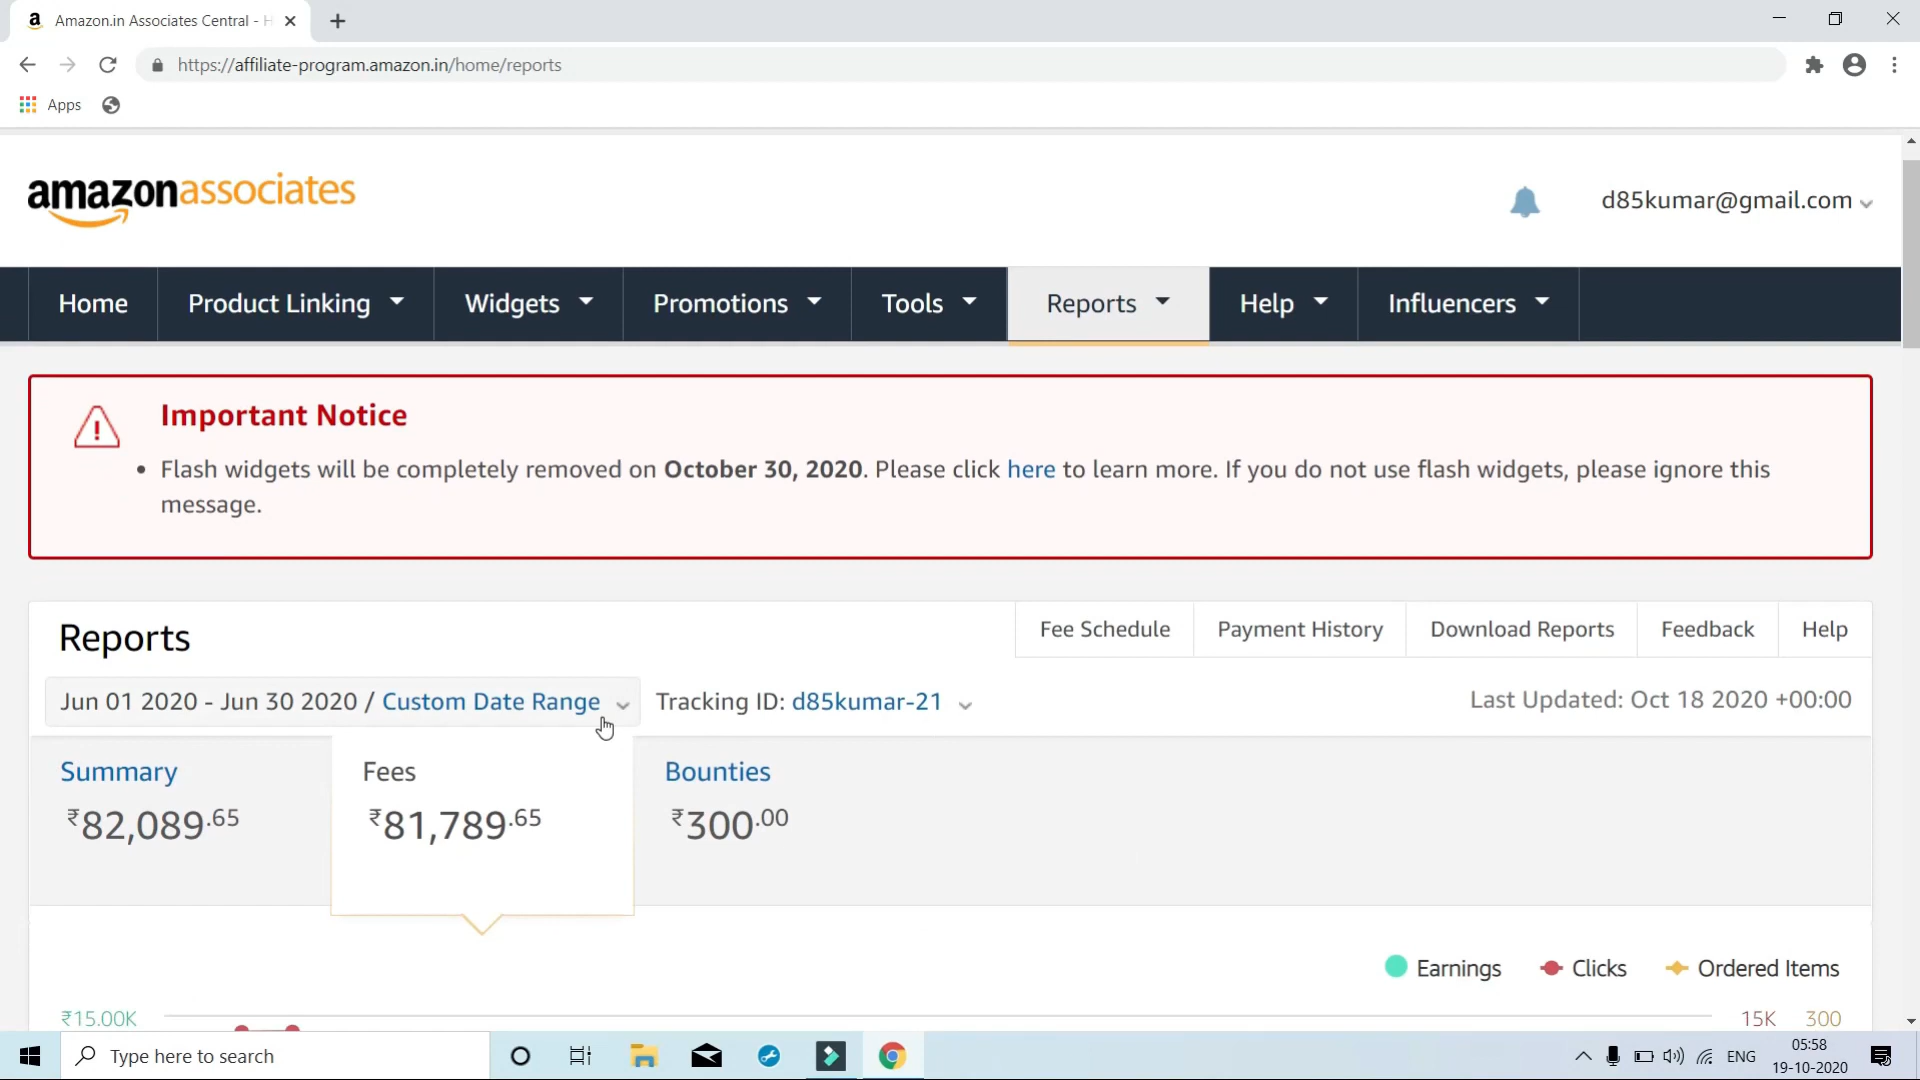 a Amazon.in Associates Central - H
https://affiliate-program.amazon.in/home/reports
Apps
amazonassociates
d85kumar@gmail.com
Home Product Linking Widgets Promotions Tools Reports Help Influencers
Important Notice
• Flash widgets will be completely removed on October 30, 2020. Please click here to learn more. If you do not use flash widgets, please ignore this
message.
Reports
Fee Schedule Payment History Download Reports Feedback Help
Jun 01 2020 - Jun 30 2020 / Custom Date Range Tracking ID: d85kumar-21 Last Updated: Oct 18 2020 +00:00
Summary Fees Bounties
₹82,089.65 ₹81,789.65 ₹300.00
Earnings Clicks Ordered Items
₹15.00K 15K 300
Type here to search
ENG
05:58
19-10-2020